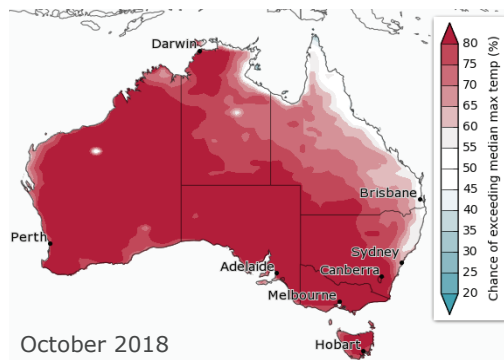 Darwin
Brisbane
Perth
Sydney
Adelaide
Canberra
Melbourne
Hobart
October 2018
80
75
70
65
60
55
50
45
40
35
30
25
20
Chance of exceeding median max temp (%)